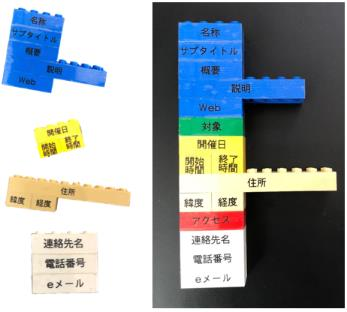 名称
サブタイトル
概要
説明
Web
開催日
開始時間 終了時間
住所
緯度 経度
連絡先名
電話番号
eメール
名称
サブタイトル
概要
説明
Web
対象
開催日
開始時間 終了時間
住所
緯度 経度
アクセス
連絡先名
電話番号
eメール